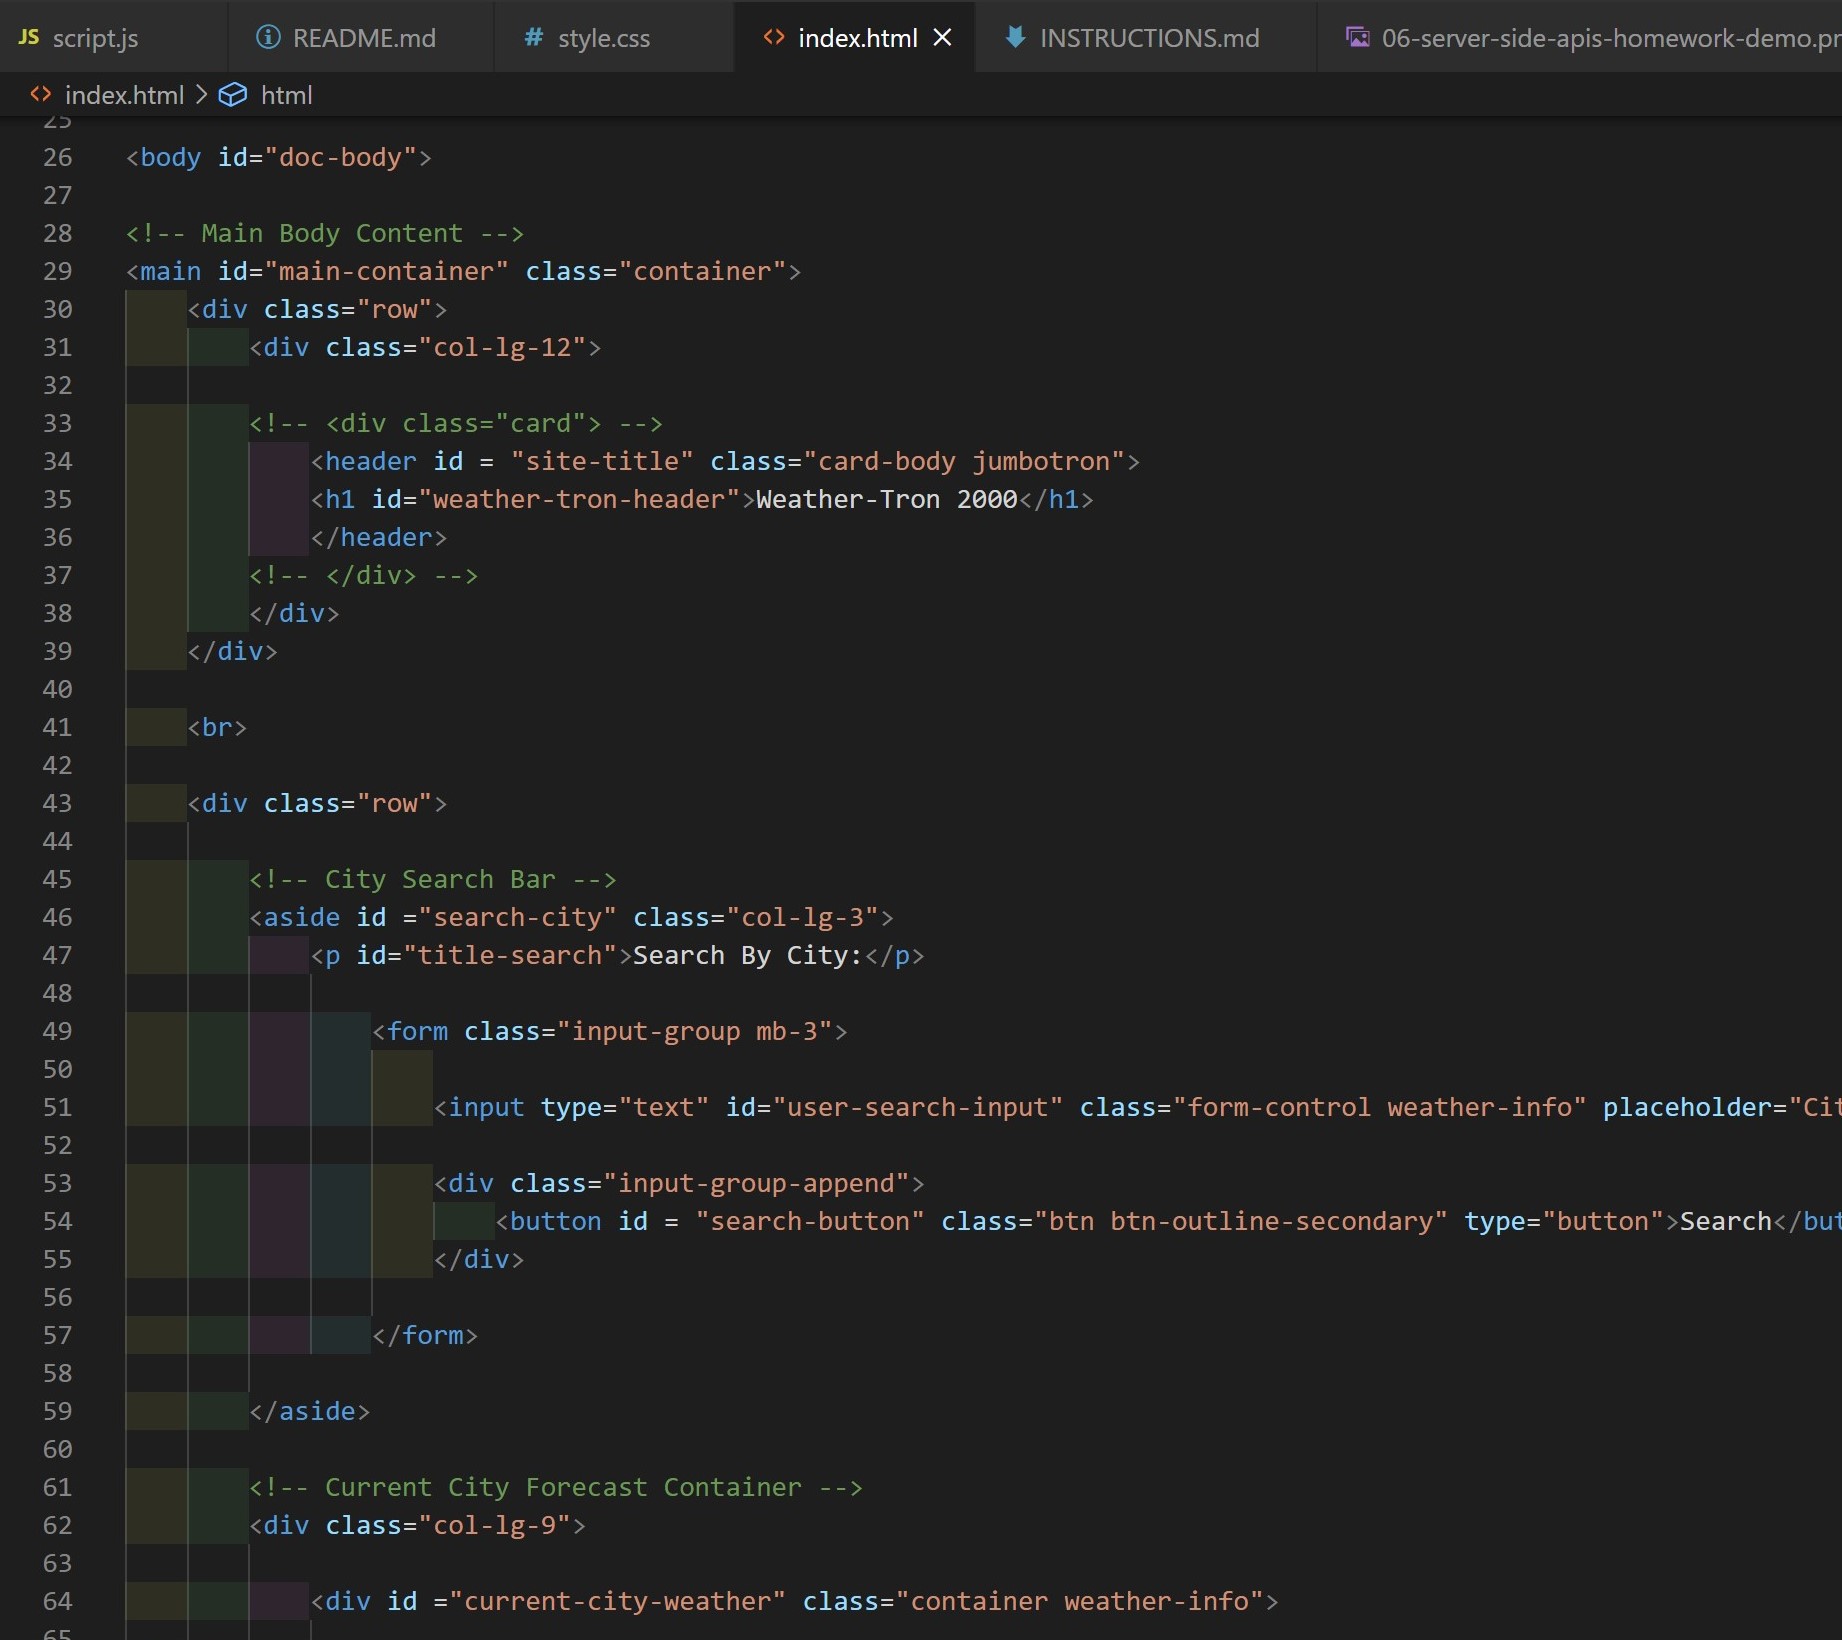 JS script.js README.md # style.css <> index.html × INSTRUCTIONS.md 06-server-side-apis-homework-demo.pr
<> index.html > html
25
26 <body id="doc-body">
27
28 <!-- Main Body Content -->
29 <main id="main-container" class="container">
30 <div class="row">
31 <div class="col-lg-12">
32
33 <!-- <div class="card"> -->
34 <header id = "site-title" class="card-body jumbotron">
35 <h1 id="weather-tron-header">Weather-Tron 2000</h1>
36 </header>
37 <!-- </div> -->
38 </div>
39 </div>
40
41 <br>
42
43 <div class="row">
44
45 <!-- City Search Bar -->
46 <aside id ="search-city" class="col-lg-3">
47 <p id="title-search">Search By City:</p>
48
49 <form class="input-group mb-3">
50
51 <input type="text" id="user-search-input" class="form-control weather-info" placeholder="Cit
52
53 <div class="input-group-append">
54 <button id = "search-button" class="btn btn-outline-secondary" type="button">Search</but
55 </div>
56
57 </form>
58
59 </aside>
60
61 <!-- Current City Forecast Container -->
62 <div class="col-lg-9">
63
64 <div id ="current-city-weather" class="container weather-info">
65